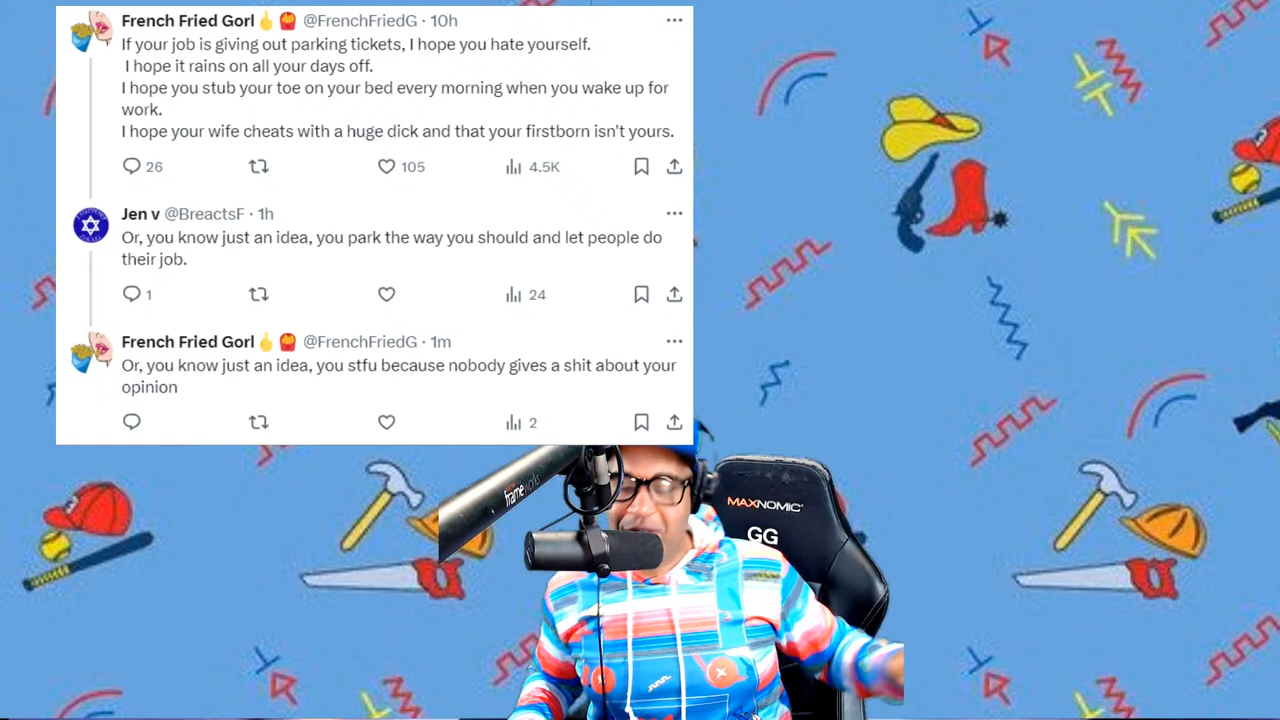 French Fried Gorl🖕🍟 @FrenchFriedG · 10h
If your job is giving out parking tickets, I hope you hate yourself.
I hope it rains on all your days off.
I hope you stub your toe on your bed every morning when you wake up for
work.
I hope your wife cheats with a huge dick and that your firstborn isn't yours.
26 105 4.5K
Jen v @BreactsF · 1h
Or, you know just an idea, you park the way you should and let people do
their job.
1 24
French Fried Gorl🖕🍟 @FrenchFriedG · 1m
Or, you know just an idea, you stfu because nobody gives a shit about your
opinion
2
frameworks
MAXNOMIC
GG